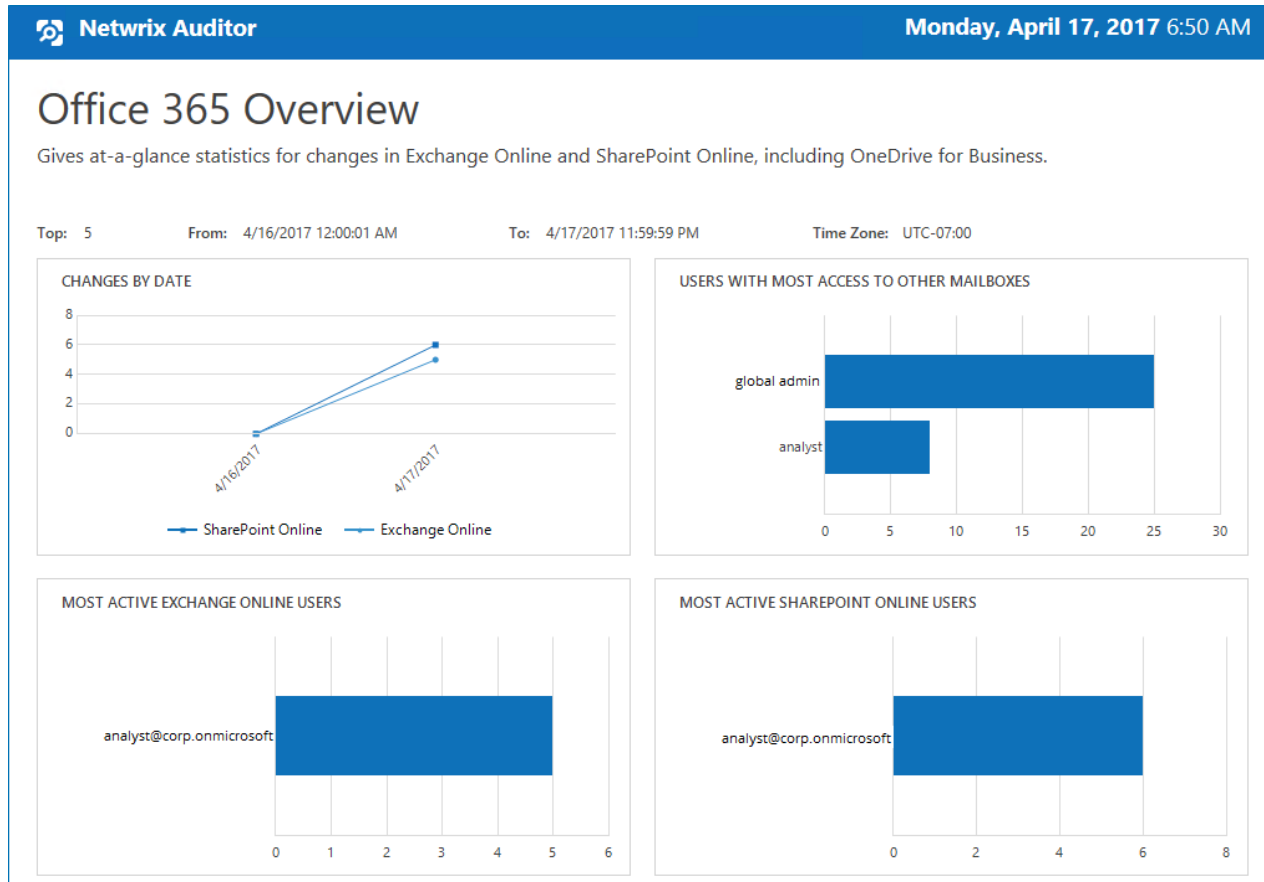 Netwrix Auditor
Monday, April 17, 2017 6:50 AM
Office 365 Overview
Gives at-a-glance statistics for changes in Exchange Online and SharePoint Online, including OneDrive for Business.
Top: 5 From: 4/16/2017 12:00:01 AM To: 4/17/2017 11:59:59 PM Time Zone: UTC-07:00
CHANGES BY DATE
8
6
4
2
0
4/16/2017 4/17/2017
SharePoint Online Exchange Online
USERS WITH MOST ACCESS TO OTHER MAILBOXES
global admin
analyst
0 5 10 15 20 25 30
MOST ACTIVE EXCHANGE ONLINE USERS
analyst@corp.onmicrosoft
0 1 2 3 4 5 6
MOST ACTIVE SHAREPOINT ONLINE USERS
analyst@corp.onmicrosoft
0 2 4 6 8